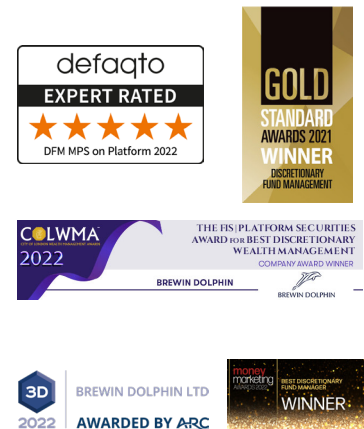 defaqto
EXPERT RATED
DFM MPS on Platform 2022
GOLD
STANDARD
AWARDS 2021
WINNER
DISCRETIONARY
FUND MANAGEMENT
COLWMA
CITY OF LONDON WEALTH MANAGEMENT AWARDS
2022
THE FIS|PLATFORM SECURITIES
AWARD FOR BEST DISCRETIONARY
WEALTH MANAGEMENT
COMPANY AWARD WINNER
BREWIN DOLPHIN
BREWIN DOLPHIN
3D
2022
BREWIN DOLPHIN LTD
AWARDED BY ARC
money
marketing
AWARDS 2022
BEST DISCRETIONARY
FUND MANAGER
WINNER